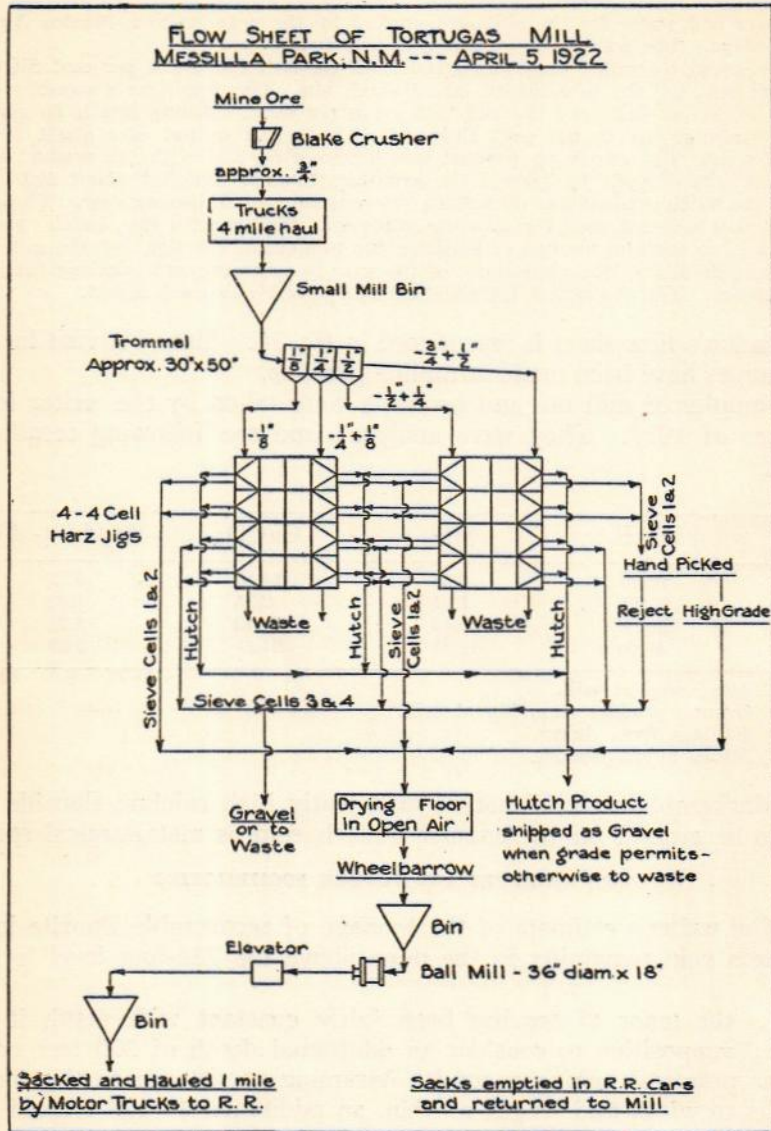 FLOW SHEET OF TORTUGAS MILL
MESSILLA PARK, N.M. --- APRIL 5, 1922
Mine Ore
Blake Crusher
approx. 3/4"
Trucks
4 mile haul
Small Mill Bin
Trommel
Approx. 30"x50"
1/8" 1/4" 1/2"
-3/4"+1/2"
-1/2"+1/4"
-1/8"
-1/4"+1/8"
4-4 Cell
Harz Jigs
Sieve Cells 1&2
Hutch
Waste
Hutch
Sieve Cells 1&2
Waste
Hutch
Sieve Cells 1&2
Hand Picked
Reject High Grade
Sieve Cells 3&4
Gravel
or to
Waste
Drying Floor
in Open Air
Hutch Product
shipped as Gravel
when grade permits-
otherwise to waste
Wheelbarrow
Bin
Elevator
Ball Mill - 36" diam. x 18"
Bin
Sacked and Hauled 1 mile
by Motor Trucks to R.R.
Sacks emptied in R.R. Cars
and returned to Mill